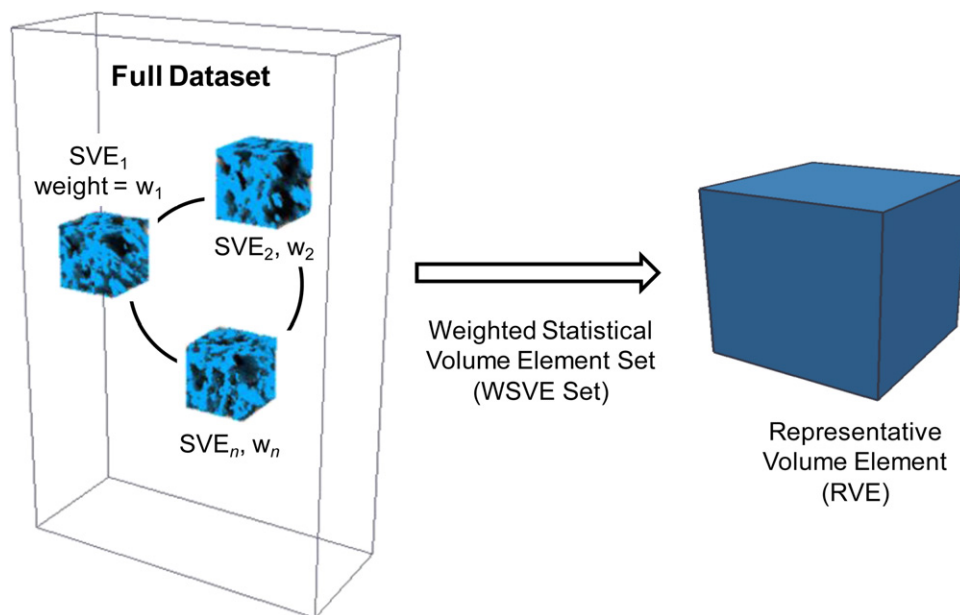 Full Dataset
SVE₁
weight = w₁
SVE₂, w₂
SVEₙ, wₙ
Weighted Statistical
Volume Element Set
(WSVE Set)
Representative
Volume Element
(RVE)